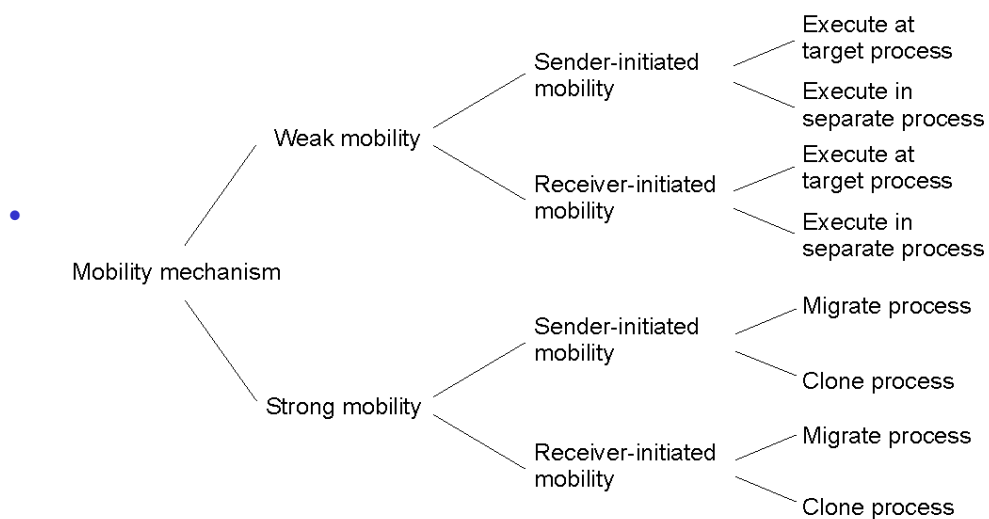 Execute at
target process
Sender-initiated
mobility
Execute in
separate process
Weak mobility
Execute at
target process
Receiver-initiated
mobility
Execute in
separate process
Mobility mechanism
Migrate process
Sender-initiated
mobility
Clone process
Strong mobility
Migrate process
Receiver-initiated
mobility
Clone process